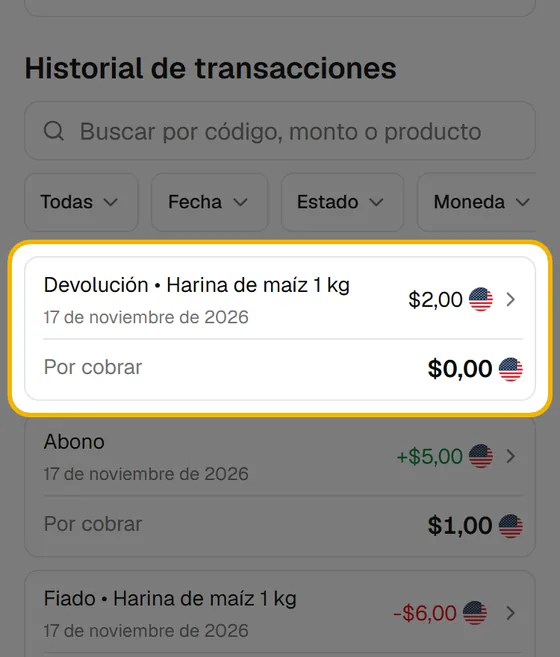 Historial de transacciones
Buscar por código, monto o producto
Todas Fecha Estado Moneda
Devolución • Harina de maíz 1 kg
$2,00
17 de noviembre de 2026
Por cobrar $0,00
Abono
+$5,00
17 de noviembre de 2026
Por cobrar $1,00
Fiado • Harina de maíz 1 kg
-$6,00
17 de noviembre de 2026